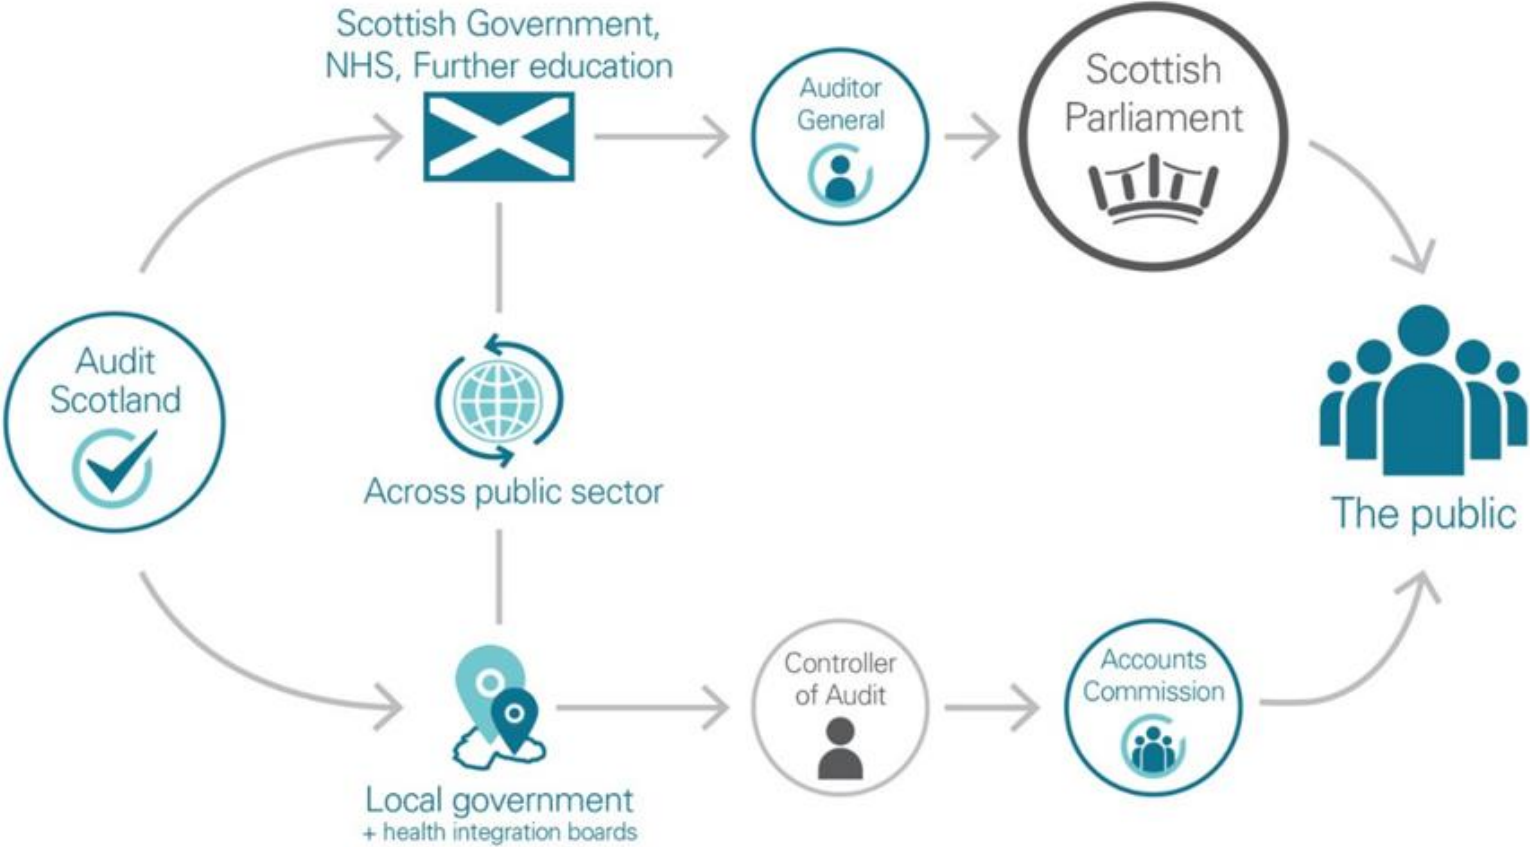 Scottish Government,
NHS, Further education
Auditor
General
Scottish
Parliament
Audit
Scotland
Across public sector
The public
Controller
of Audit
Accounts
Commission
Local government
+ health integration boards